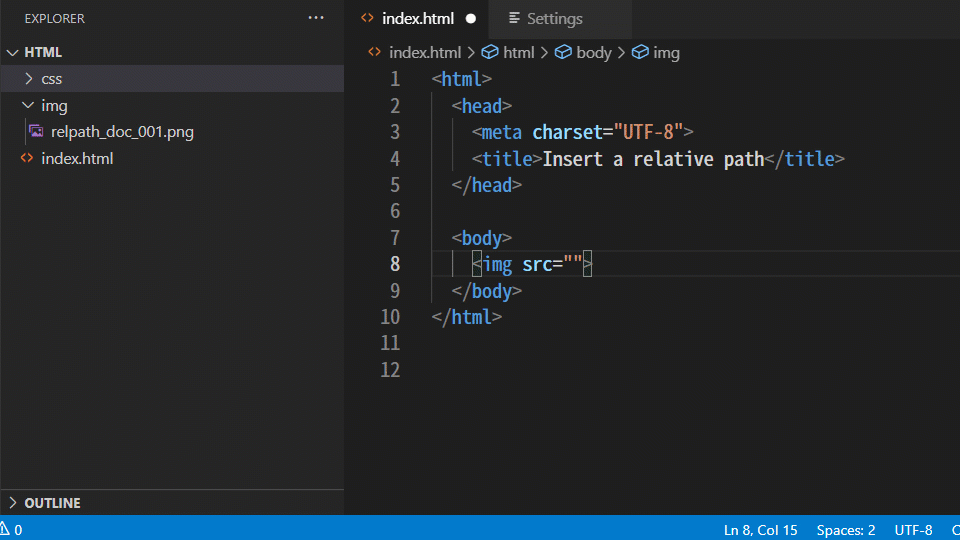 EXPLORER ...
index.html ● Settings
HTML
index.html > html > body > img
css
img
relpath_doc_001.png
index.html
1 <html>
2 <head>
3 <meta charset="UTF-8">
4 <title>Insert a relative path</title>
5 </head>
6
7 <body>
8 <img src="">
9 </body>
10 </html>
11
12
OUTLINE
0 Ln 8, Col 15 Spaces: 2 UTF-8